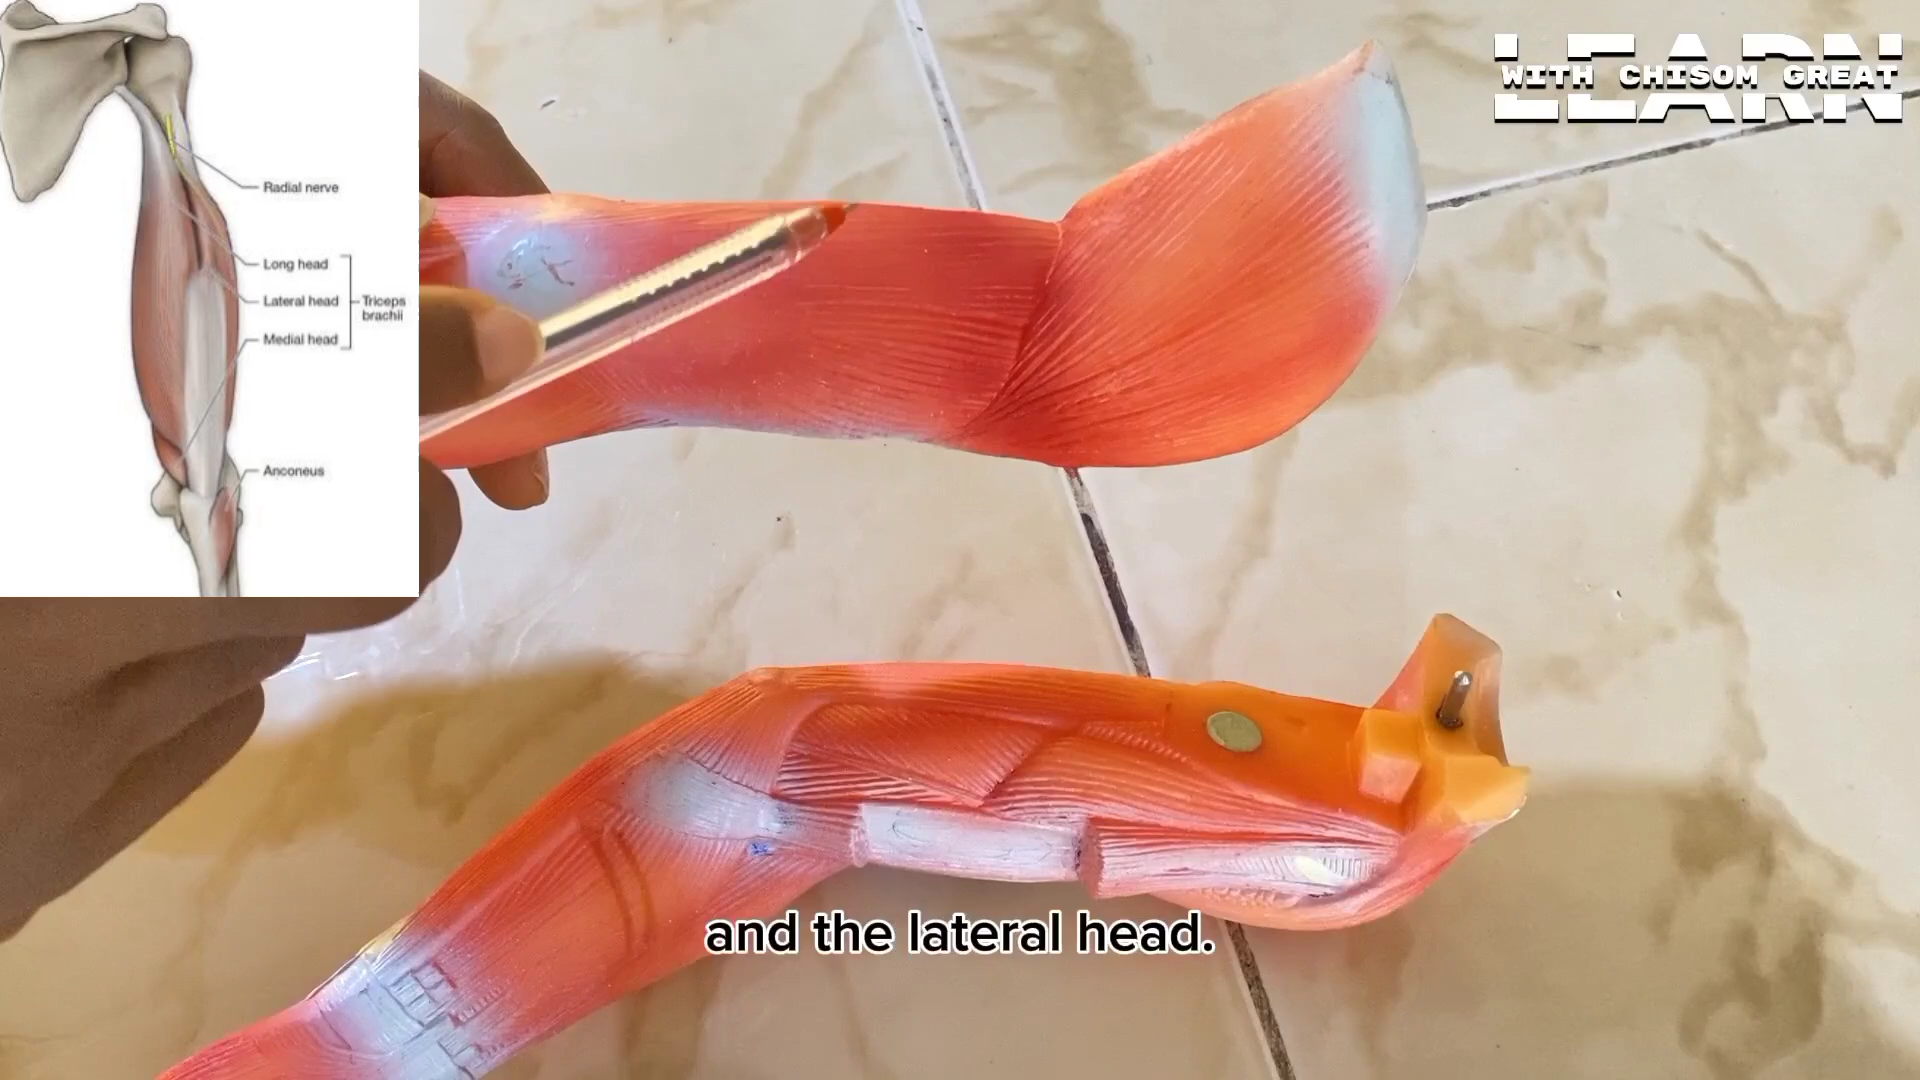 LEARN
WITH CHISOM GREAT
Radial nerve
Long head
Lateral head
Triceps
brachii
Medial head
Anconeus
and the lateral head.